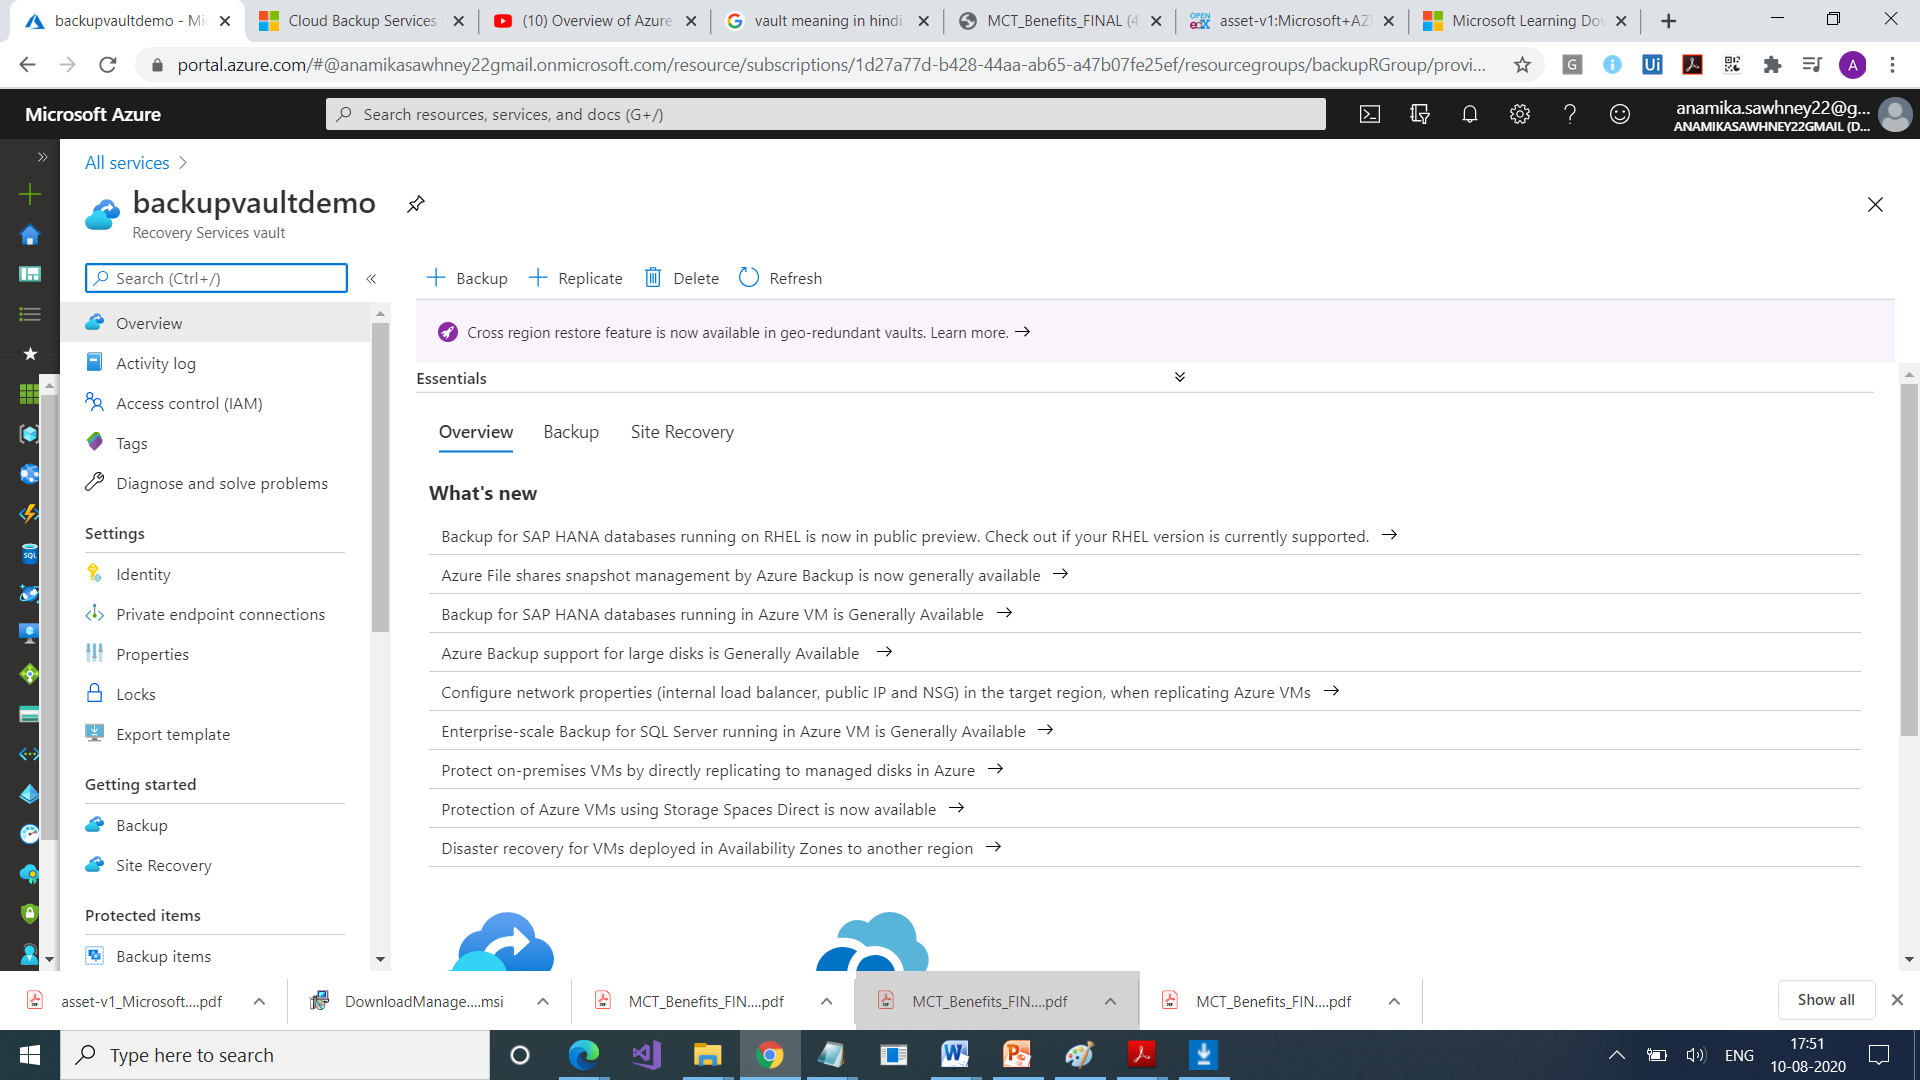 backupvaultdemo - Mi
Cloud Backup Services
(10) Overview of Azure
vault meaning in hindi
MCT_Benefits_FINAL (4
OPEN edX asset-v1:Microsoft+AZ
Microsoft Learning Dow
portal.azure.com/#@anamikasawhney22gmail.onmicrosoft.com/resource/subscriptions/1d27a77d-b428-44aa-ab65-a47b07fe25ef/resourcegroups/backupRGroup/provi...
G
Ui
A
Microsoft Azure
Search resources, services, and docs (G+/)
anamika.sawhney22@g...
ANAMIKASAWHNEY22GMAIL (D...
All services
backupvaultdemo
Recovery Services vault
Search (Ctrl+/)
Backup
Replicate
Delete
Refresh
Overview
Activity log
Access control (IAM)
Tags
Diagnose and solve problems
Settings
Identity
Private endpoint connections
Properties
Locks
Export template
Getting started
Backup
Site Recovery
Protected items
Backup items
SQL
Cross region restore feature is now available in geo-redundant vaults. Learn more. →
Essentials
Overview
Backup
Site Recovery
What's new
Backup for SAP HANA databases running on RHEL is now in public preview. Check out if your RHEL version is currently supported. →
Azure File shares snapshot management by Azure Backup is now generally available →
Backup for SAP HANA databases running in Azure VM is Generally Available →
Azure Backup support for large disks is Generally Available →
Configure network properties (internal load balancer, public IP and NSG) in the target region, when replicating Azure VMs →
Enterprise-scale Backup for SQL Server running in Azure VM is Generally Available →
Protect on-premises VMs by directly replicating to managed disks in Azure →
Protection of Azure VMs using Storage Spaces Direct is now available →
Disaster recovery for VMs deployed in Availability Zones to another region →
asset-v1_Microsoft....pdf
DownloadManage....msi
MCT_Benefits_FIN....pdf
MCT_Benefits_FIN....pdf
MCT_Benefits_FIN....pdf
Show all
Type here to search
ENG
17:51
10-08-2020